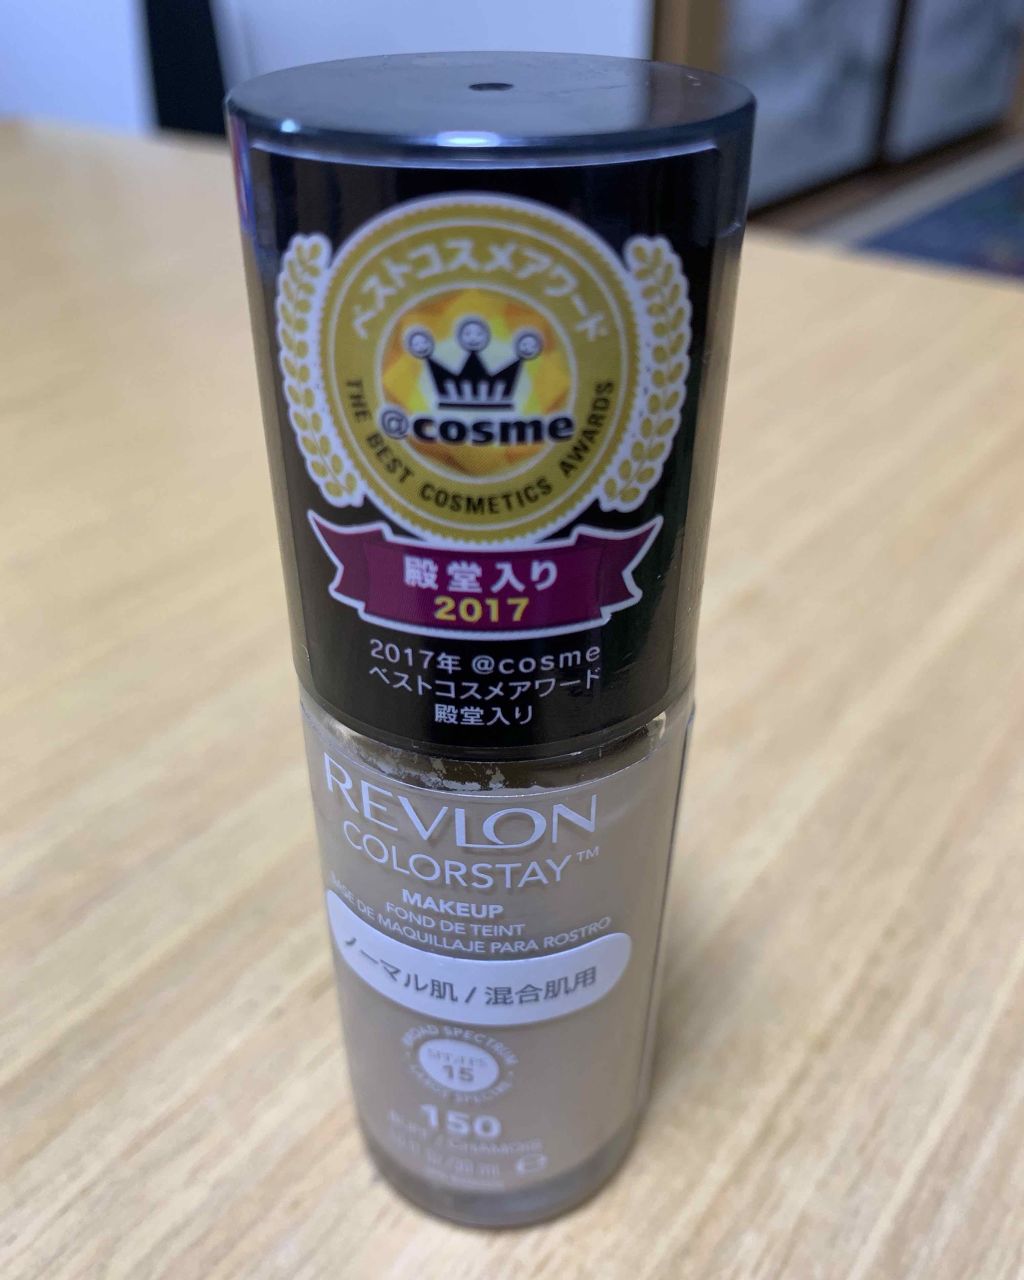 ベストコスメアワード
@cosme
THE BEST COSMETICS AWARDS
殿堂入り
2017
2017年 @cosme
ベストコスメアワード
殿堂入り
REVLON
COLORSTAY™
MAKEUP
FOND DE TEINT
BASE DE MAQUILLAJE PARA ROSTRO
ノーマル肌 / 混合肌用
BROAD SPECTRUM
15
150